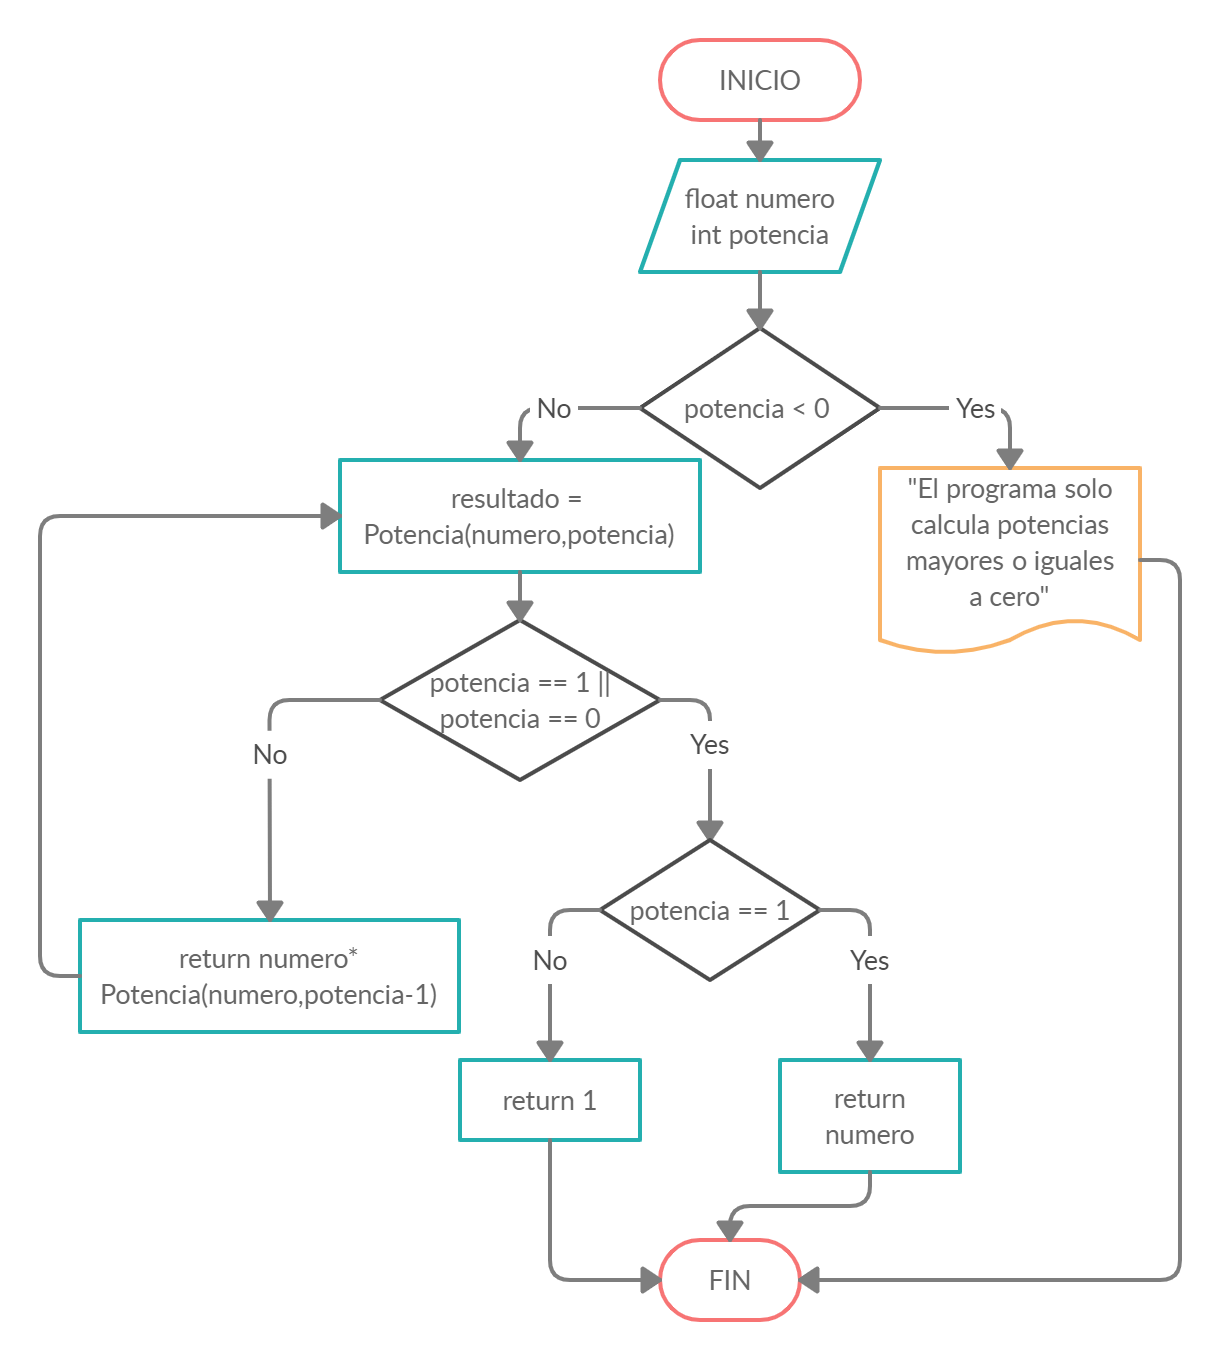 INICIO
float numero
int potencia
potencia < 0
No
Yes
resultado =
Potencia(numero,potencia)
"El programa solo
calcula potencias
mayores o iguales
a cero"
potencia == 1 ||
potencia == 0
No
Yes
potencia == 1
No
Yes
return numero*
Potencia(numero,potencia-1)
return 1
return
numero
FIN